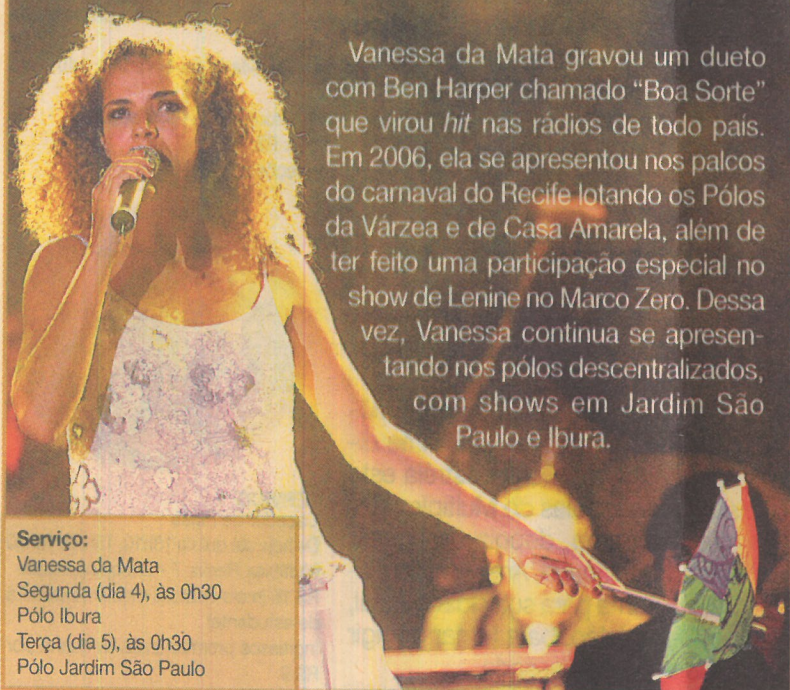 Vanessa da Mata gravou um dueto
com Ben Harper chamado “Boa Sorte”
que virou hit nas rádios de todo país.
Em 2006, ela se apresentou nos palcos
do carnaval do Recife lotando os Pólos
da Várzea e de Casa Amarela, além de
ter feito uma participação especial no
show de Lenine no Marco Zero. Dessa
vez, Vanessa continua se apresen-
tando nos pólos descentralizados,
com shows em Jardim São
Paulo e Ibura.
Serviço:
Vanessa da Mata
Segunda (dia 4), às 0h30
Pólo Ibura
Terça (dia 5), às 0h30
Pólo Jardim São Paulo